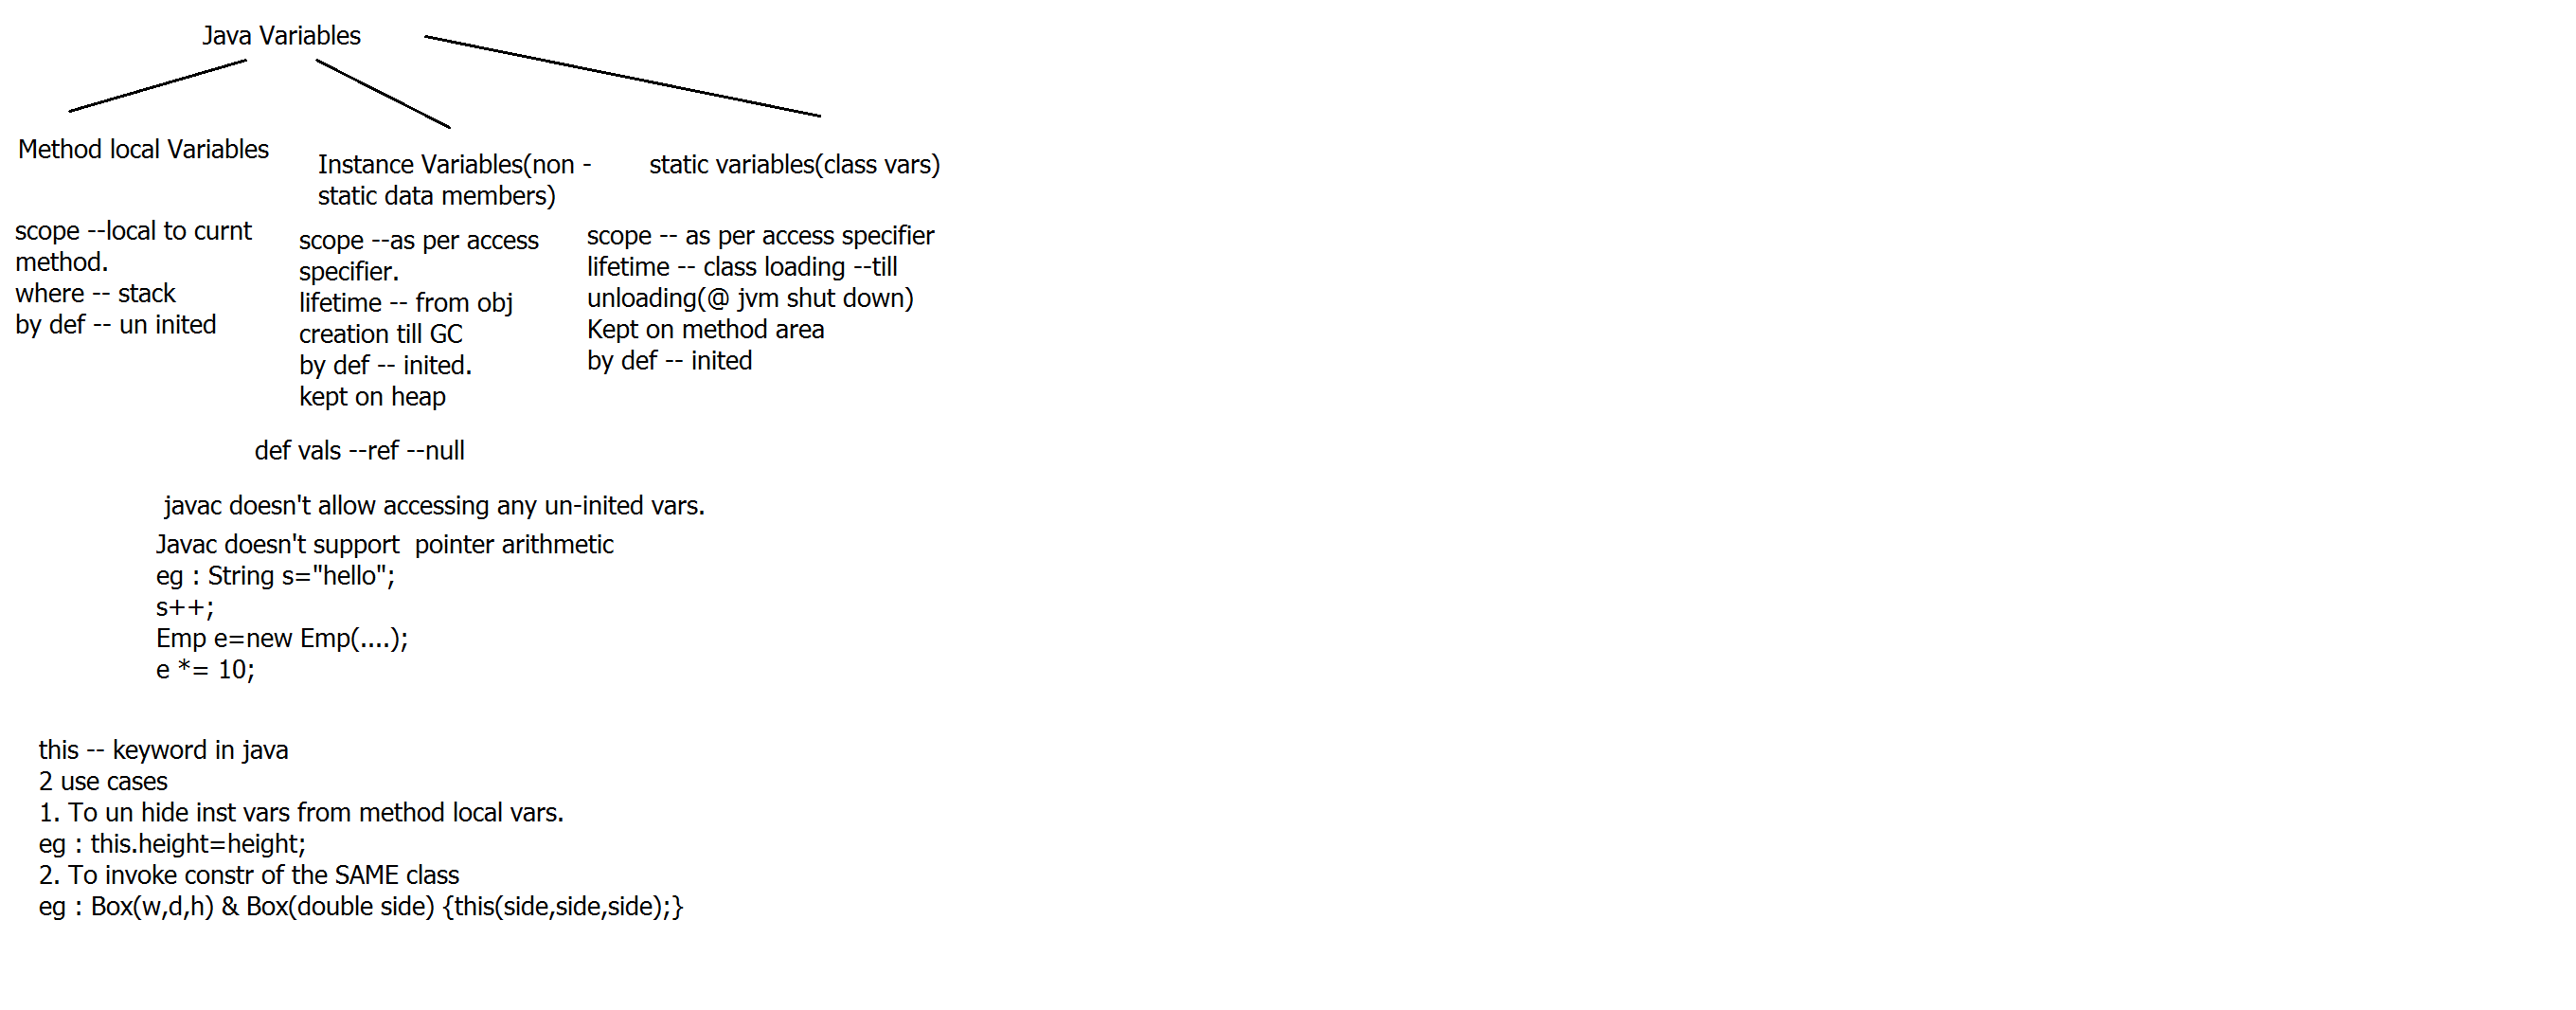 Java Variables
Method local Variables
Instance Variables(non -
static data members)
static variables(class vars)
scope --local to curnt
method.
where -- stack
by def -- un inited
scope --as per access
specifier.
lifetime -- from obj
creation till GC
by def -- inited.
kept on heap
scope -- as per access specifier
lifetime -- class loading --till
unloading(@ jvm shut down)
Kept on method area
by def -- inited
def vals --ref --null
javac doesn't allow accessing any un-inited vars.
Javac doesn't support  pointer arithmetic
eg : String s="hello";
s++;
Emp e=new Emp(....);
e *= 10;
this -- keyword in java
2 use cases
1. To un hide inst vars from method local vars.
eg : this.height=height;
2. To invoke constr of the SAME class
eg : Box(w,d,h) & Box(double side) {this(side,side,side);}